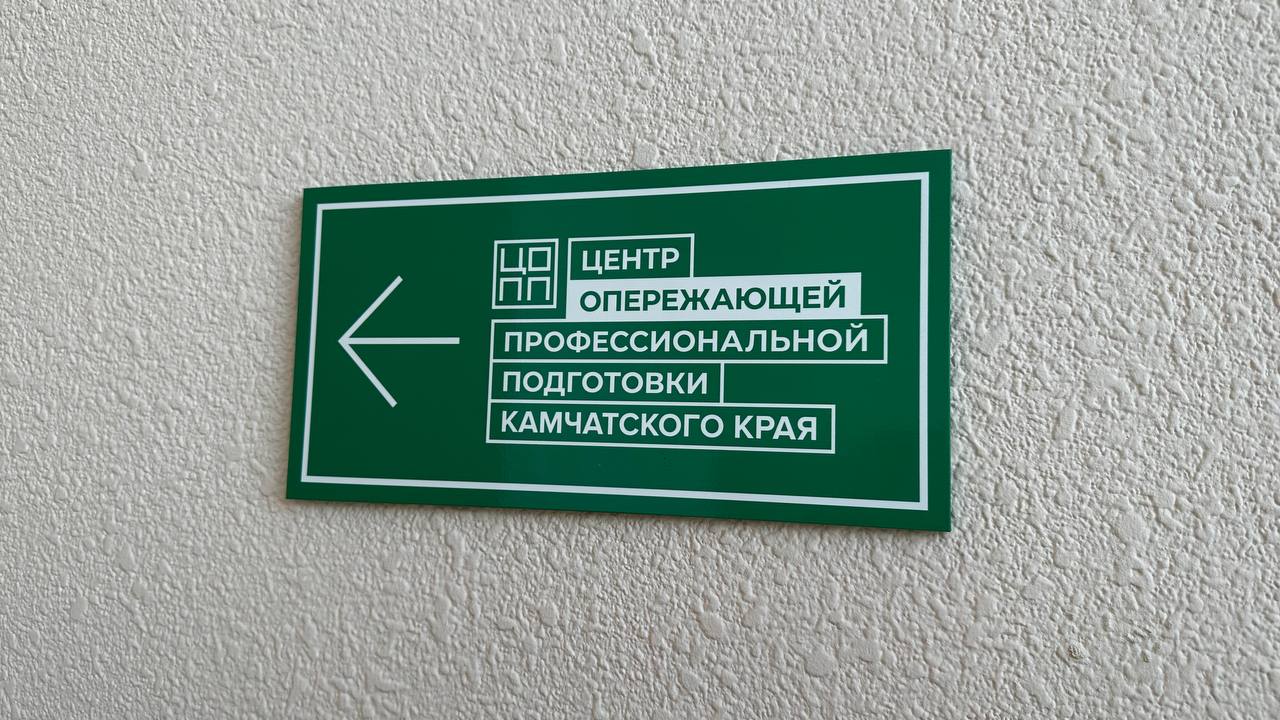 ЦО
ПП
ЦЕНТР
ОПЕРЕЖАЮЩЕЙ
ПРОФЕССИОНАЛЬНОЙ
ПОДГОТОВКИ
КАМЧАТСКОГО КРАЯ